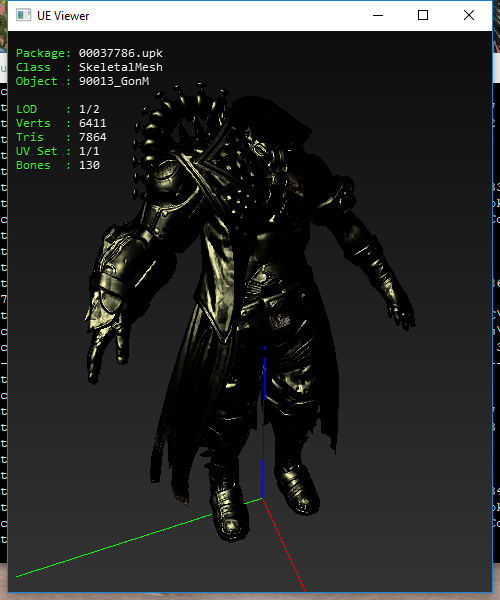 UE Viewer
Package: 00037786.upk
Class : SkeletalMesh
Object : 90013_GonM
LOD : 1/2
Verts : 6411
Tris : 7864
UV Set : 1/1
Bones : 130